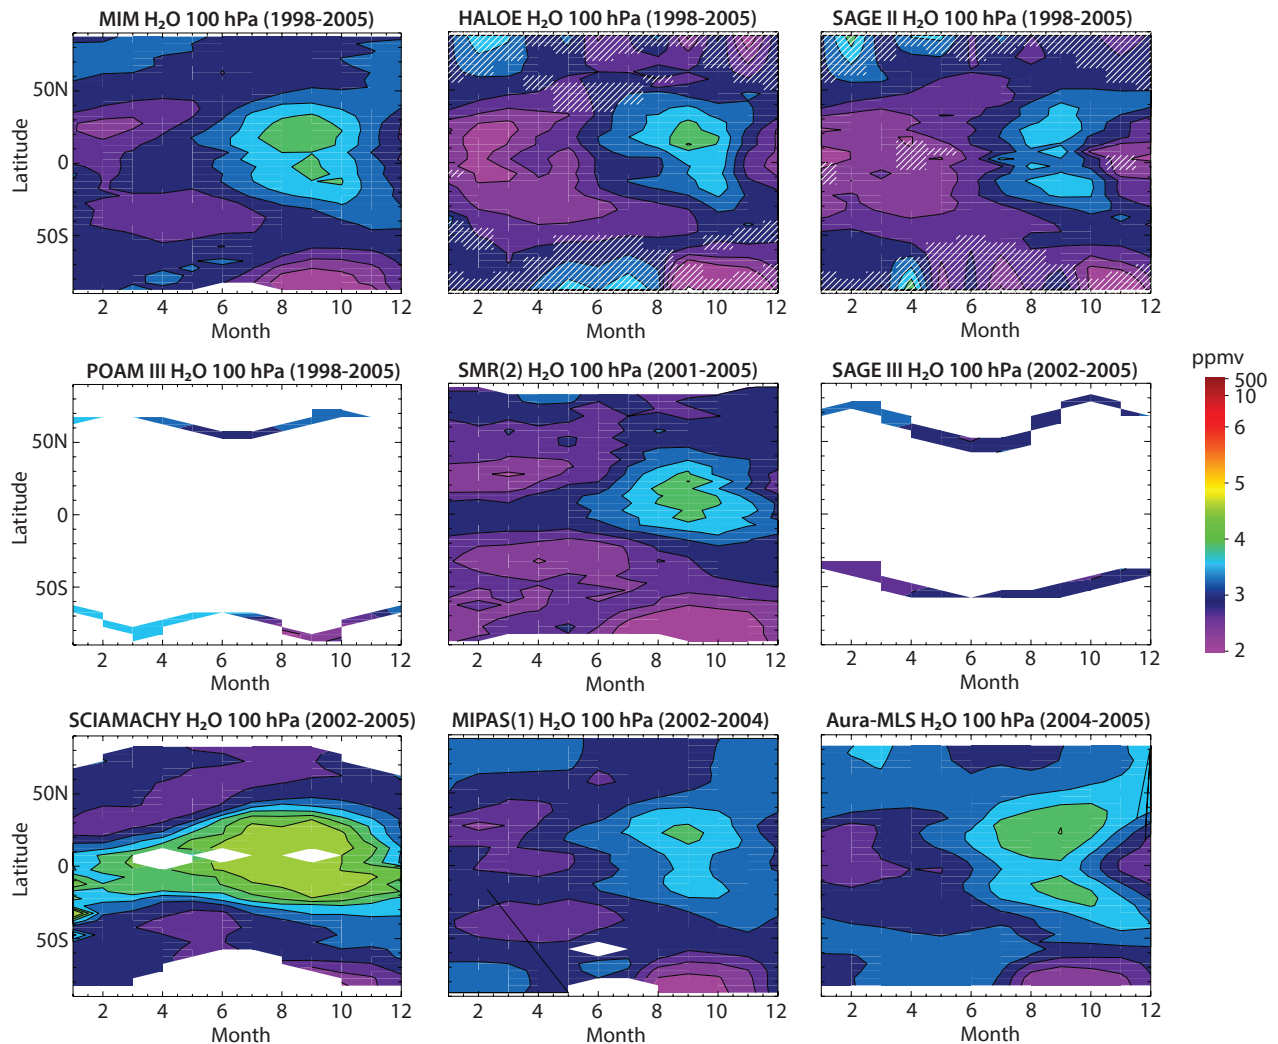 MIM H₂O 100 hPa (1998-2005)
HALOE H₂O 100 hPa (1998-2005)
SAGE II H₂O 100 hPa (1998-2005)
Latitude
50N
0
50S
2 4 6 8 10 12
2 4 6 8 10 12
2 4 6 8 10 12
Month
Month
Month
POAM III H₂O 100 hPa (1998-2005)
SMR(2) H₂O 100 hPa (2001-2005)
SAGE III H₂O 100 hPa (2002-2005)
Latitude
50N
0
50S
2 4 6 8 10 12
2 4 6 8 10 12
2 4 6 8 10 12
Month
Month
Month
ppmv
500
10
6
5
4
3
2
SCIAMACHY H₂O 100 hPa (2002-2005)
MIPAS(1) H₂O 100 hPa (2002-2004)
Aura-MLS H₂O 100 hPa (2004-2005)
Latitude
50N
0
50S
2 4 6 8 10 12
2 4 6 8 10 12
2 4 6 8 10 12
Month
Month
Month